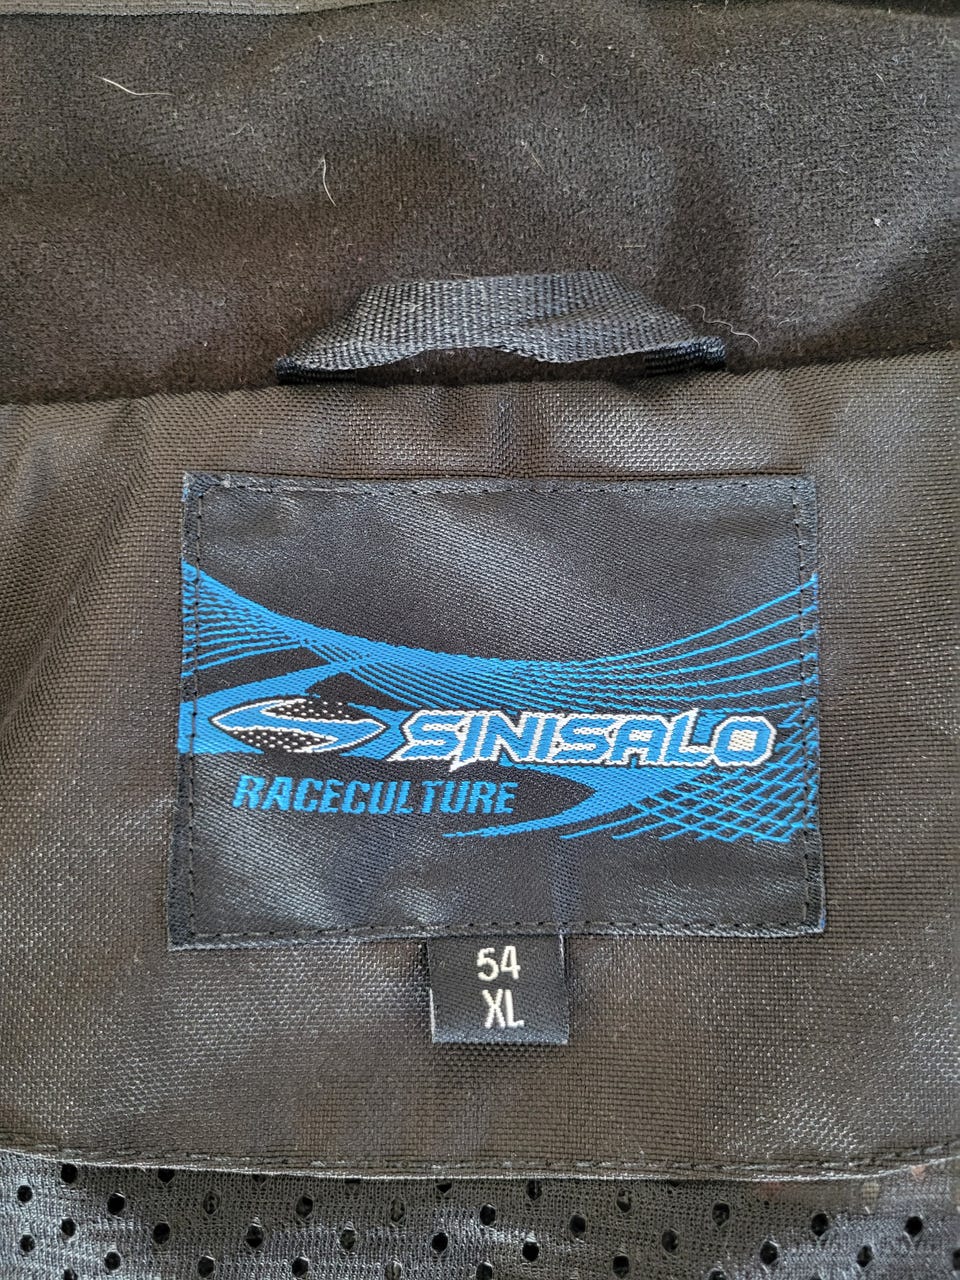 SINISALO
RACECULTURE
54
XL